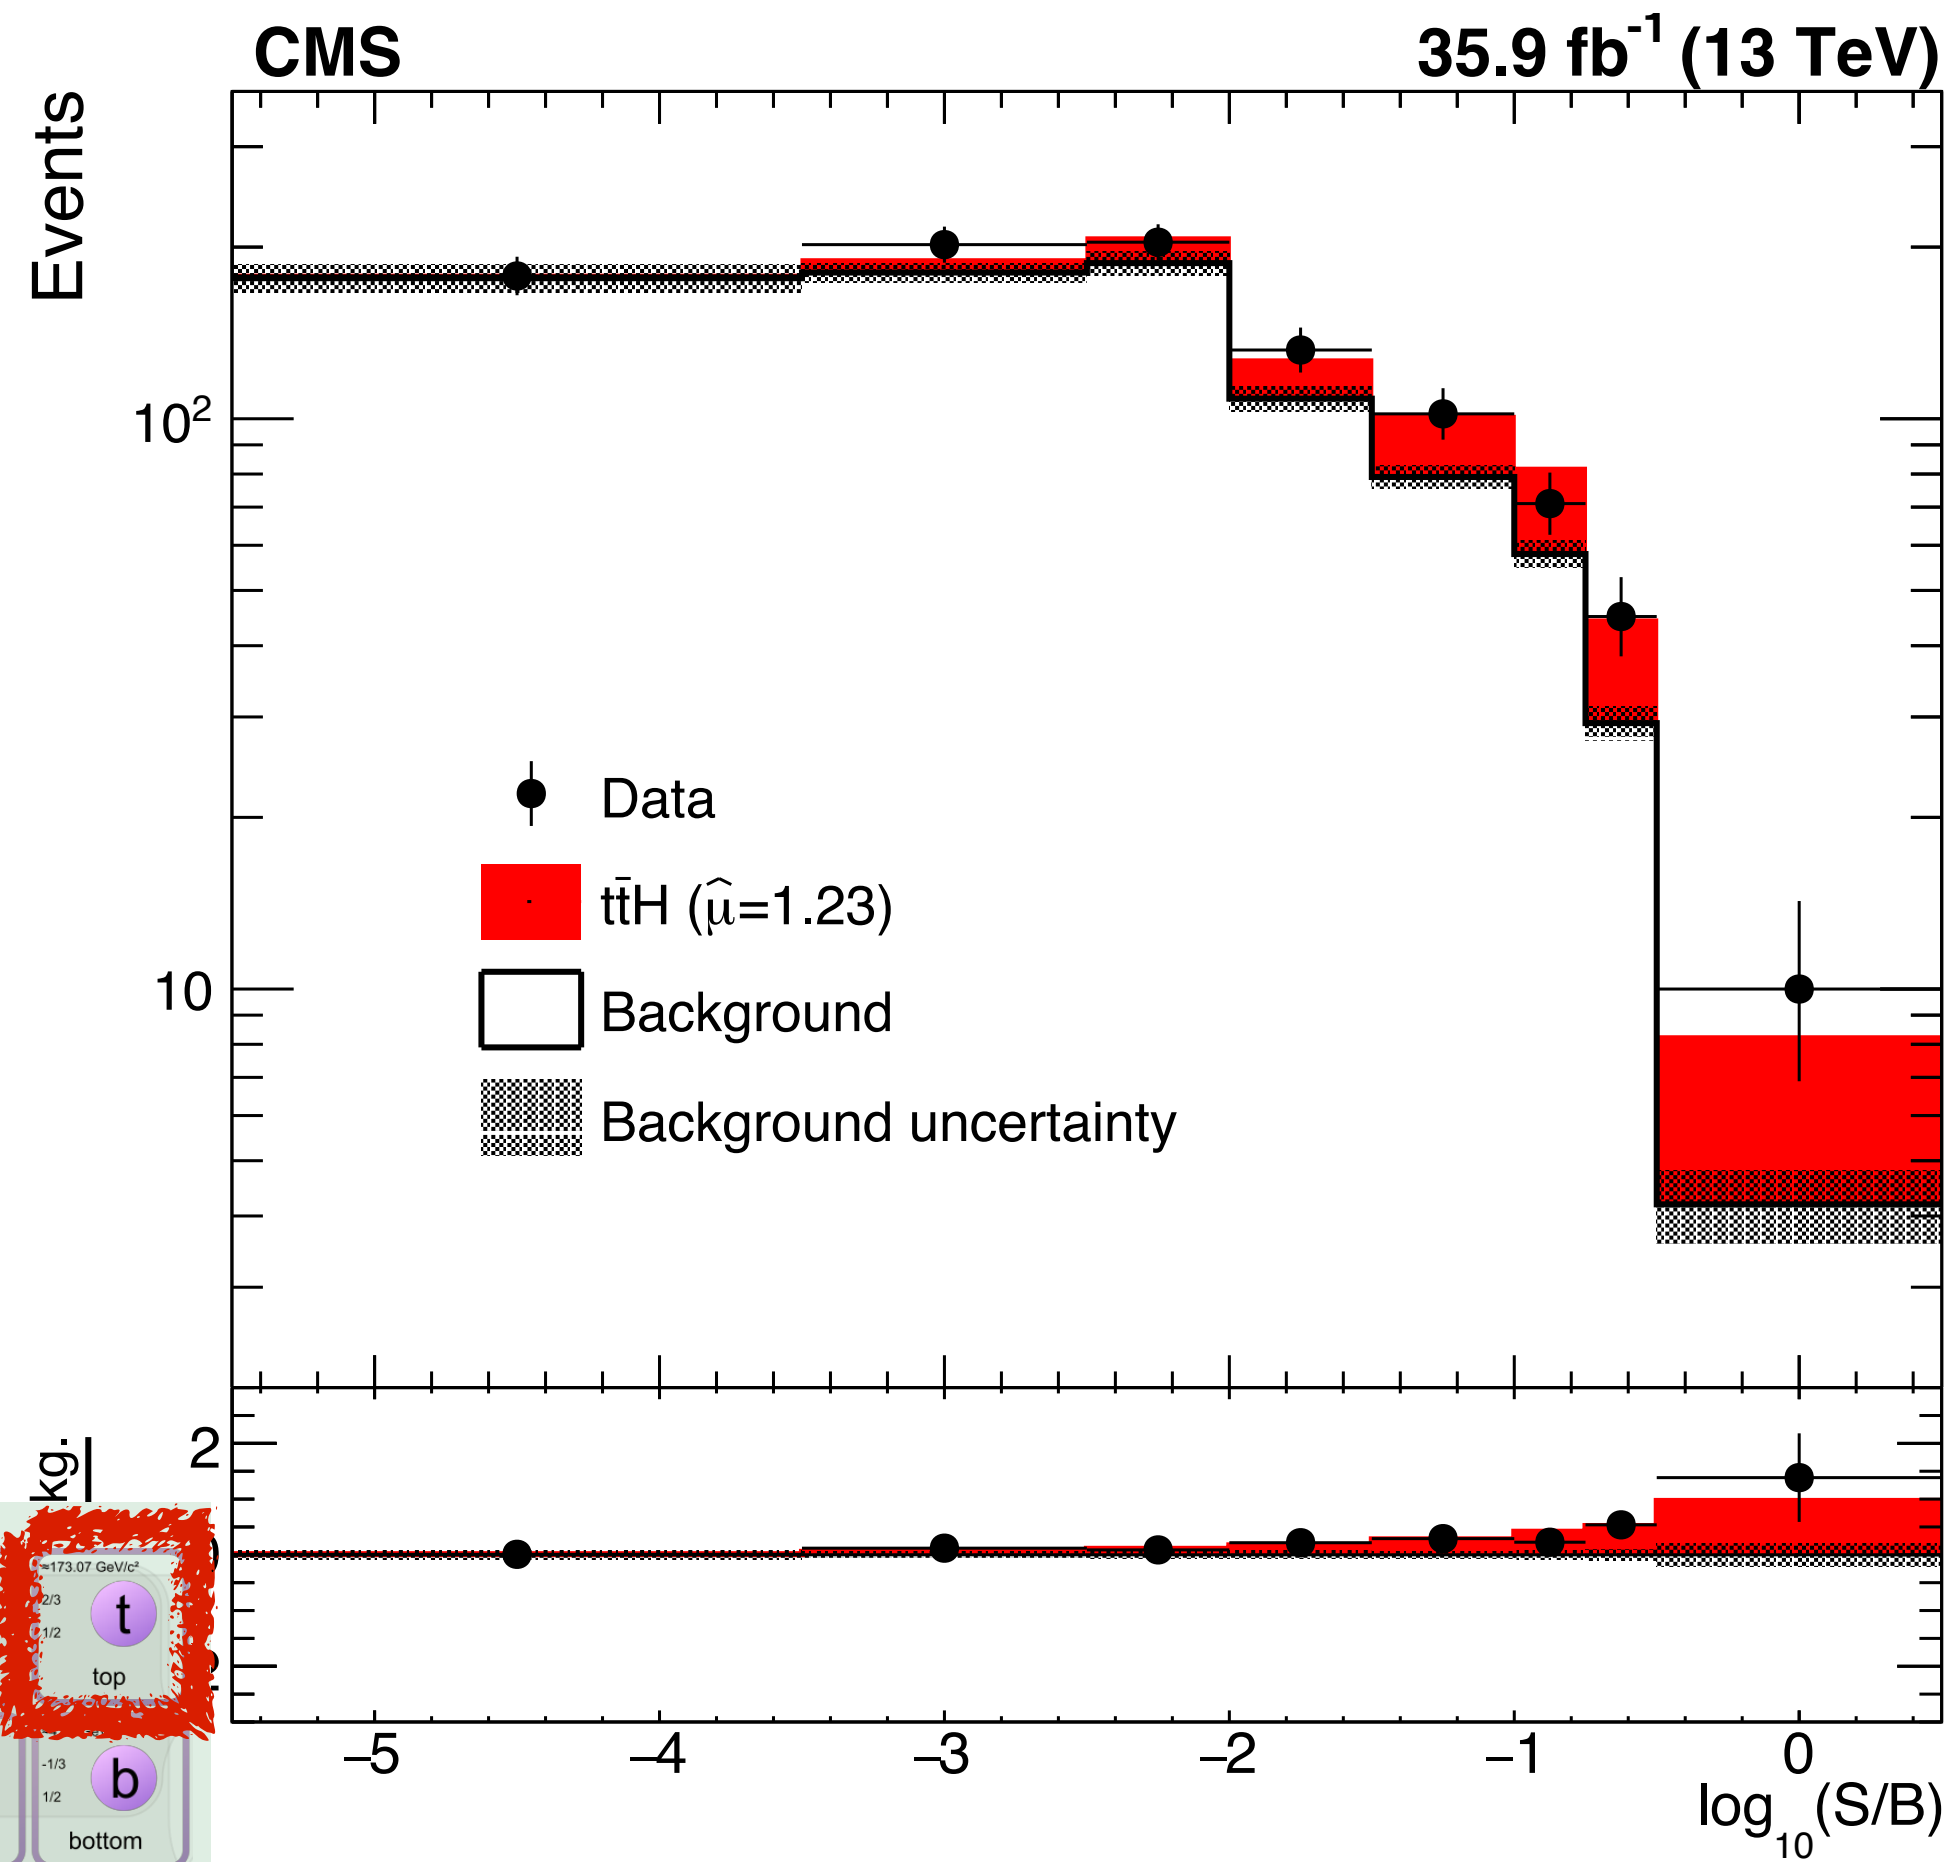 CMS 35.9 fb⁻¹ (13 TeV)
Events
10²
10
Data
tt̄H (μ̂=1.23)
Background
Background uncertainty
kg.
2
≈173.07 GeV/c²
2/3
1/2
t
top
-1/3
1/2
b
bottom
−5 −4 −3 −2 −1 0
log₁₀(S/B)